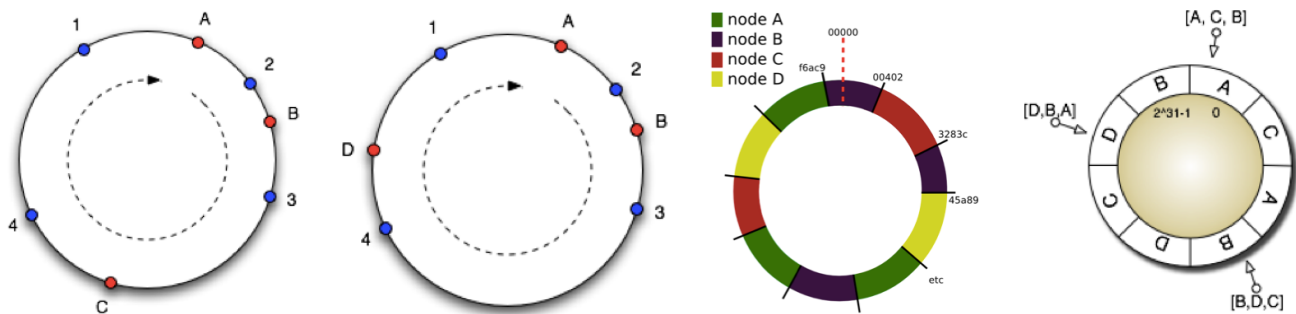 1
A
2
B
3
4
C
1
A
2
D
B
4
3
node A
node B
node C
node D
00000
f6ac9
00402
3283c
45a89
etc
[A, C, B]
[D,B,A]
B
A
D
C
2^31-1
0
C
A
D
B
[B,D,C]